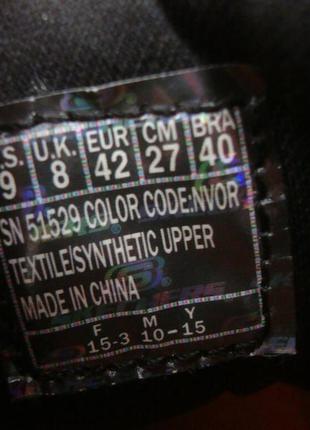 .S. U.K. EUR CM BRA
9 8 42 27 40
SN 51529 COLOR CODE:NVOR
TEXTILE/SYNTHETIC UPPER
MADE IN CHINA
F M Y
15-3 10-15